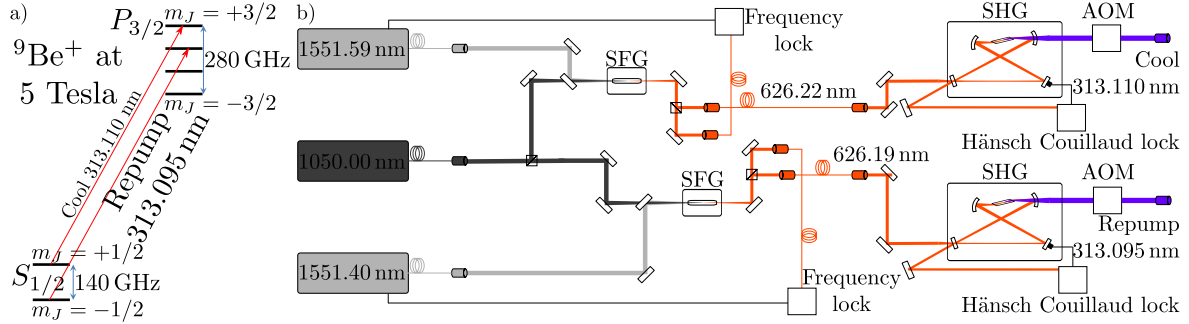 a)
P3/2
mJ = +3/2
9Be+ at
5 Tesla
280 GHz
mJ = −3/2
Cool 313.110 nm
Repump
313.095 nm
mJ = +1/2
S1/2
140 GHz
mJ = −1/2
b)
1551.59 nm
1050.00 nm
1551.40 nm
SFG
Frequency
lock
626.22 nm
SHG
AOM
Cool
313.110 nm
Hänsch Couillaud lock
SFG
626.19 nm
Frequency
lock
SHG
AOM
Repump
313.095 nm
Hänsch Couillaud lock